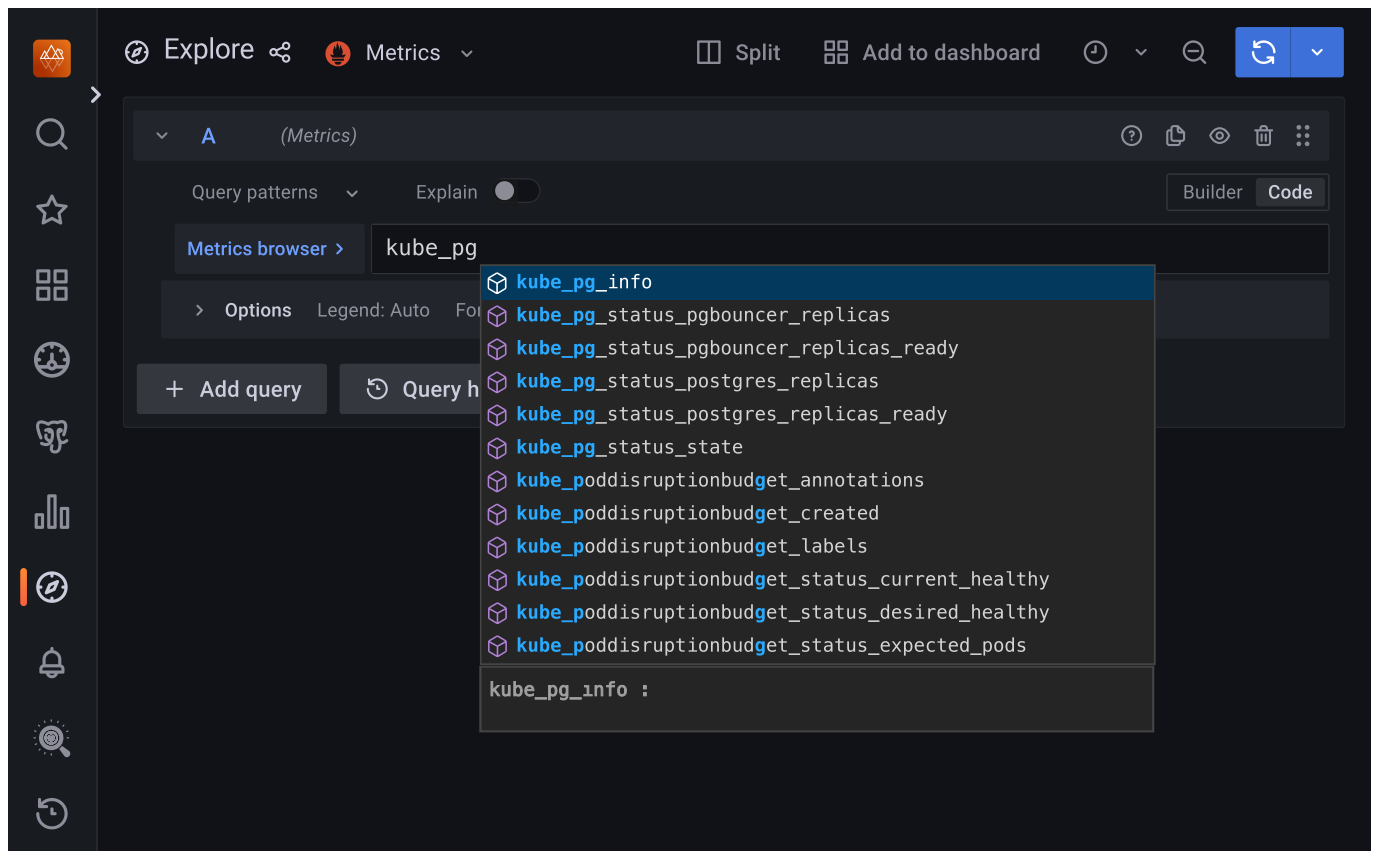 Explore Metrics Split Add to dashboard
A (Metrics)
Query patterns Explain Builder Code
Metrics browser > kube_pg
kube_pg_info
Options Legend: Auto
kube_pg_status_pgbouncer_replicas
kube_pg_status_pgbouncer_replicas_ready
kube_pg_status_postgres_replicas
Add query Query h
kube_pg_status_postgres_replicas_ready
kube_pg_status_state
kube_poddisruptionbudget_annotations
kube_poddisruptionbudget_created
kube_poddisruptionbudget_labels
kube_poddisruptionbudget_status_current_healthy
kube_poddisruptionbudget_status_desired_healthy
kube_poddisruptionbudget_status_expected_pods
kube_pg_info :